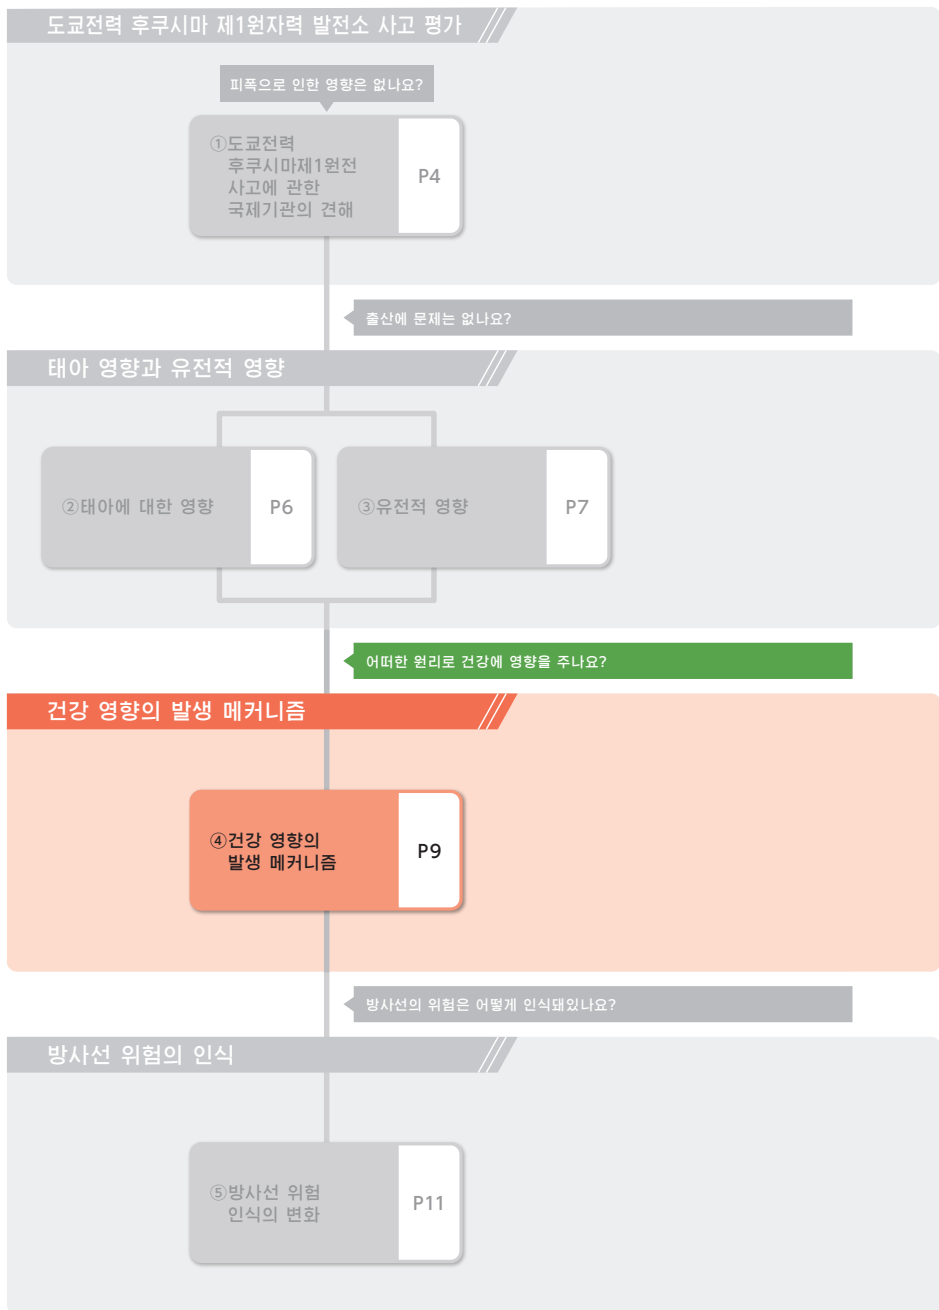 도쿄전력 후쿠시마 제1원자력 발전소 사고 평가
피폭으로 인한 영향은 없나요?
①도쿄전력
후쿠시마제1원전
사고에 관한
국제기관의 견해
P4
출산에 문제는 없나요?
태아 영향과 유전적 영향
②태아에 대한 영향
P6
③유전적 영향
P7
어떠한 원리로 건강에 영향을 주나요?
건강 영향의 발생 메커니즘
④건강 영향의
발생 메커니즘
P9
방사선의 위험은 어떻게 인식돼있나요?
방사선 위험의 인식
⑤방사선 위험
인식의 변화
P11